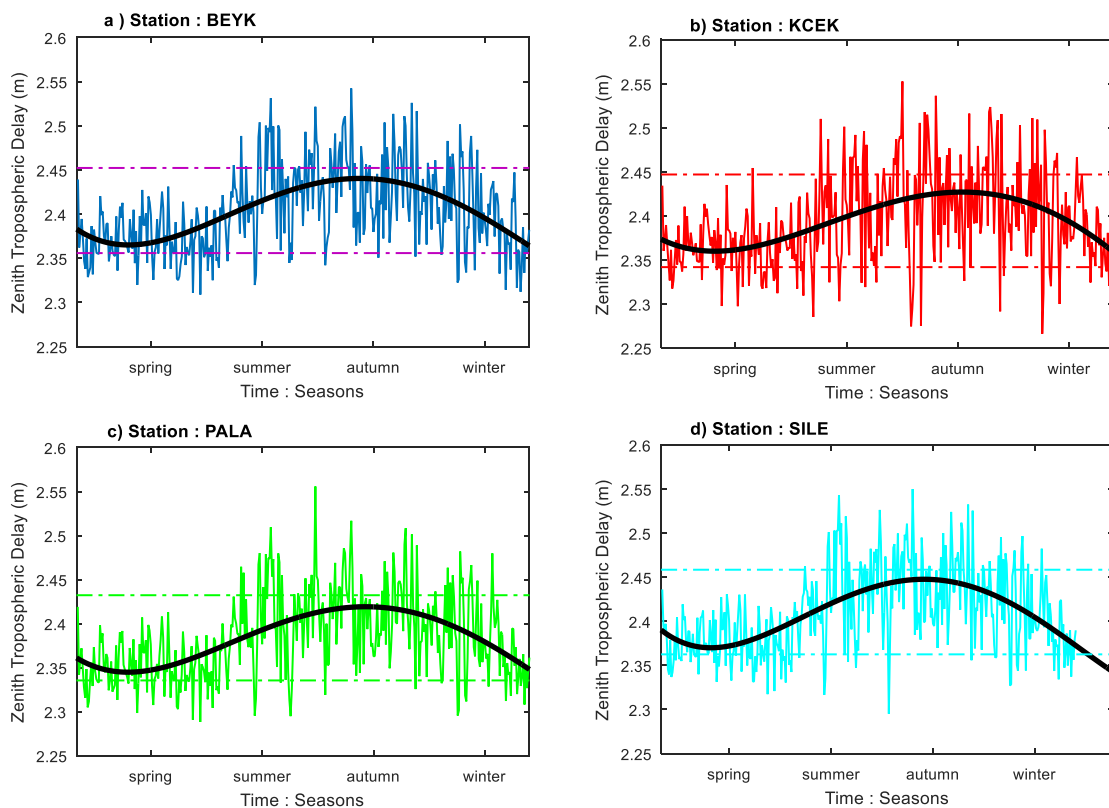 a ) Station : BEYK
2.6
2.55
2.5
2.45
2.4
2.35
2.3
2.25
Zenith Tropospheric Delay (m)
spring summer autumn winter
Time : Seasons
b) Station : KCEK
2.6
2.55
2.5
2.45
2.4
2.35
2.3
2.25
Zenith Tropospheric Delay (m)
spring summer autumn winter
Time : Seasons
c) Station : PALA
2.6
2.55
2.5
2.45
2.4
2.35
2.3
2.25
Zenith Tropospheric Delay (m)
spring summer autumn winter
Time : Seasons
d) Station : SILE
2.6
2.55
2.5
2.45
2.4
2.35
2.3
2.25
Zenith Tropospheric Delay (m)
spring summer autumn winter
Time : Seasons